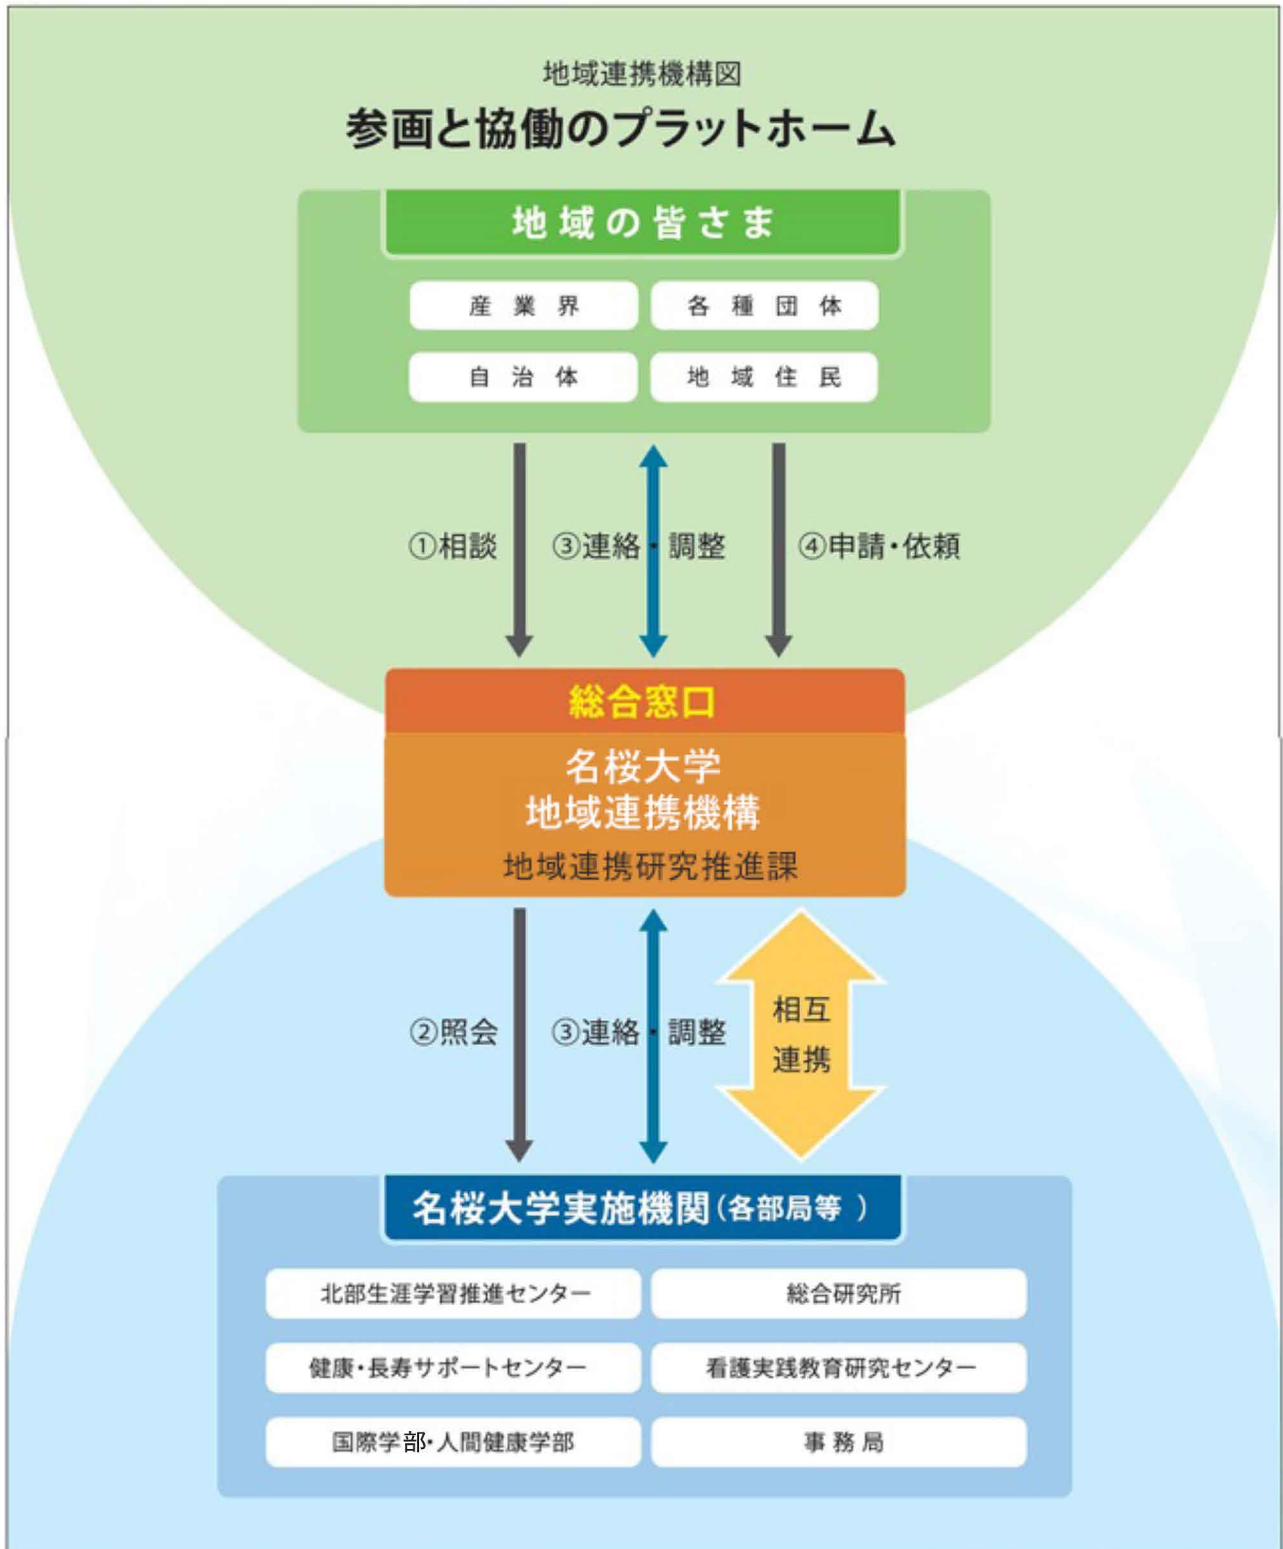 地域連携機構図
参画と協働のプラットホーム
地域の皆さま
産業界
各種団体
自治体
地域住民
①相談
③連絡・調整
④申請・依頼
総合窓口
名桜大学
地域連携機構
地域連携研究推進課
②照会
③連絡・調整
相互
連携
名桜大学実施機関(各部局等 )
北部生涯学習推進センター
総合研究所
健康・長寿サポートセンター
看護実践教育研究センター
国際学部・人間健康学部
事務局